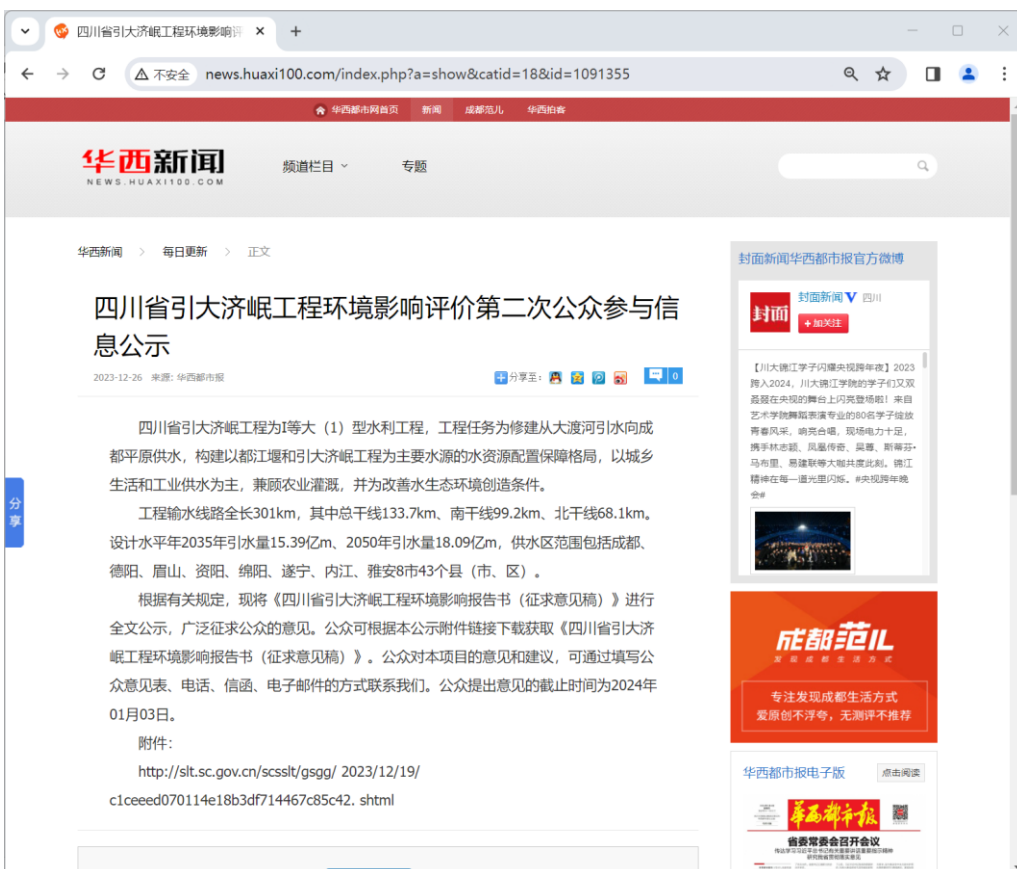 四川省引大济岷工程环境影响评
不安全 news.huaxi100.com/index.php?a=show&catid=18&id=1091355
华西都市网首页 新闻 成都范儿 华西拍客
华西新闻
NEWS.HUAXI100.COM
频道栏目 专题
华西新闻 > 每日更新 > 正文
四川省引大济岷工程环境影响评价第二次公众参与信
息公示
2023-12-26 来源: 华西都市报
分享至: 0
四川省引大济岷工程为I等大（1）型水利工程，工程任务为修建从大渡河引水向成
都平原供水，构建以都江堰和引大济岷工程为主要水源的水资源配置保障格局，以城乡
生活和工业供水为主，兼顾农业灌溉，并为改善水生态环境创造条件。
工程输水线路全长301km，其中总干线133.7km、南干线99.2km、北干线68.1km。
设计水平年2035年引水量15.39亿m、2050年引水量18.09亿m，供水区范围包括成都、
德阳、眉山、资阳、绵阳、遂宁、内江、雅安8市43个县（市、区）。
根据有关规定，现将《四川省引大济岷工程环境影响报告书（征求意见稿）》进行
全文公示，广泛征求公众的意见。公众可根据本公示附件链接下载获取《四川省引大济
岷工程环境影响报告书（征求意见稿）》。公众对本项目的意见和建议，可通过填写公
众意见表、电话、信函、电子邮件的方式联系我们。公众提出意见的截止时间为2024年
01月03日。
附件：
http://slt.sc.gov.cn/scsslt/gsgg/ 2023/12/19/
c1ceeed070114e18b3df714467c85c42. shtml
分享
封面新闻华西都市报官方微博
封面
封面新闻 V 四川
+加关注
【川大锦江学子闪耀央视跨年夜】2023
跨入2024，川大锦江学院的学子们又双
叒叕在央视的舞台上闪亮登场啦！来自
艺术学院舞蹈表演专业的80名学子绽放
青春风采，响亮合唱，现场电力十足，
携手林志颖、凤凰传奇、吴尊、斯蒂芬·
马布里、易建联等大咖共度此刻。锦江
精神在每一道光里闪烁。#央视跨年晚
会#
成都范儿
发现成都生活方式
专注发现成都生活方式
爱原创不浮夸，无测评不推荐
华西都市报电子版 点击阅读
华西都市报
省委常委会召开会议